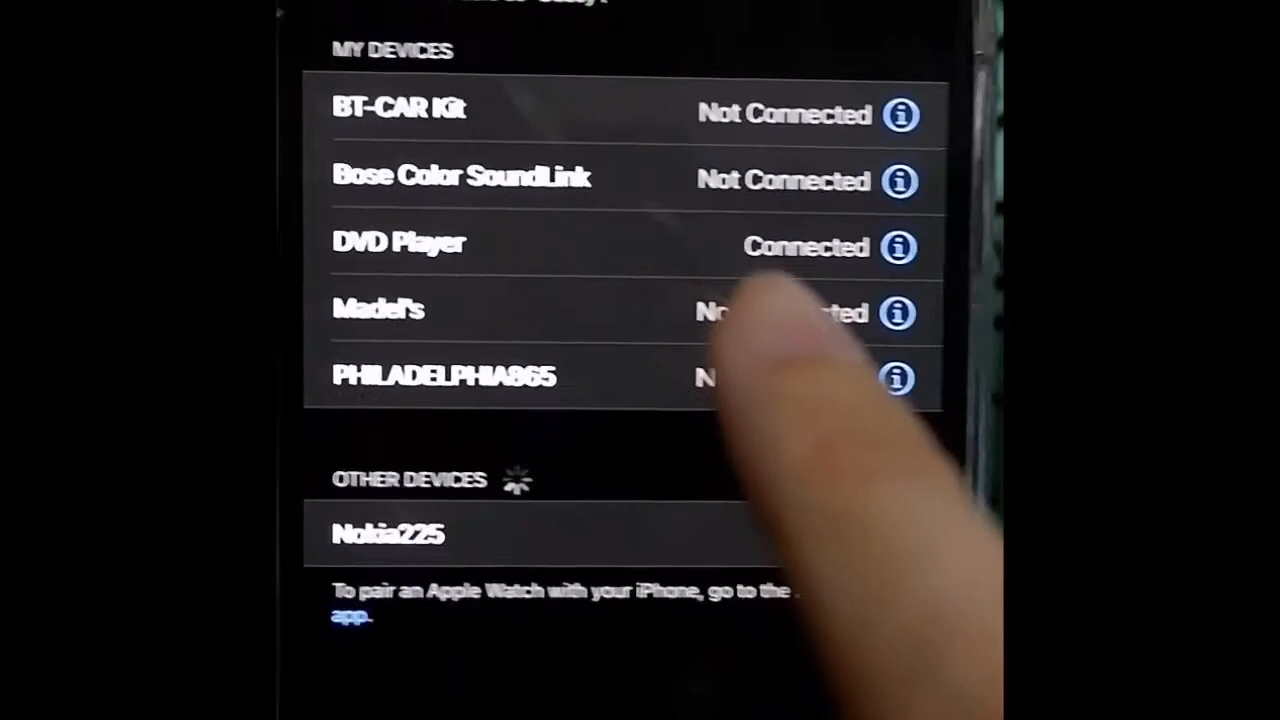 MY DEVICES
BT-CAR Kit Not Connected
Bose Color SoundLink Not Connected
DVD Player Connected
Madel's
PHILADELPHIA865
OTHER DEVICES
Nokia225
To pair an Apple Watch with your iPhone, go to the
app.